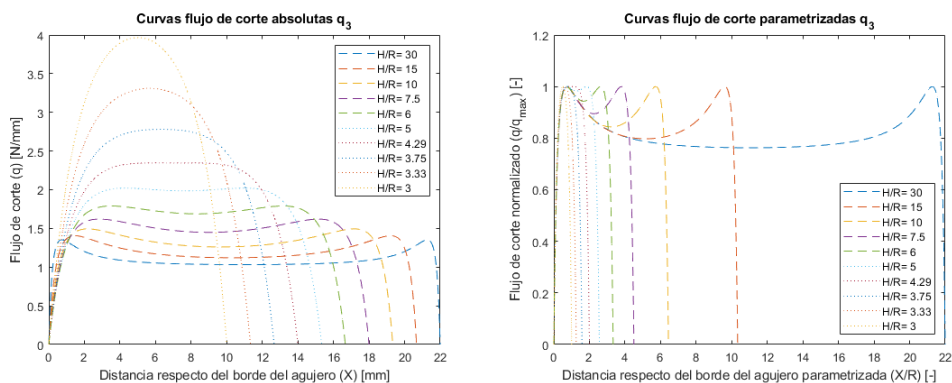 Curvas flujo de corte absolutas q3
Flujo de corte (q) [N/mm]
4
3.5
3
2.5
2
1.5
1
0.5
0
0 2 4 6 8 10 12 14 16 18 20 22
Distancia respecto del borde del agujero (X) [mm]
H/R= 30
H/R= 15
H/R= 10
H/R= 7.5
H/R= 6
H/R= 5
H/R= 4.29
H/R= 3.75
H/R= 3.33
H/R= 3
Curvas flujo de corte parametrizadas q3
Flujo de corte normalizado (q/qmax) [-]
1.2
1
0.8
0.6
0.4
0.2
0
0 2 4 6 8 10 12 14 16 18 20 22
Distancia respecto del borde del agujero parametrizada (X/R) [-]
H/R= 30
H/R= 15
H/R= 10
H/R= 7.5
H/R= 6
H/R= 5
H/R= 4.29
H/R= 3.75
H/R= 3.33
H/R= 3